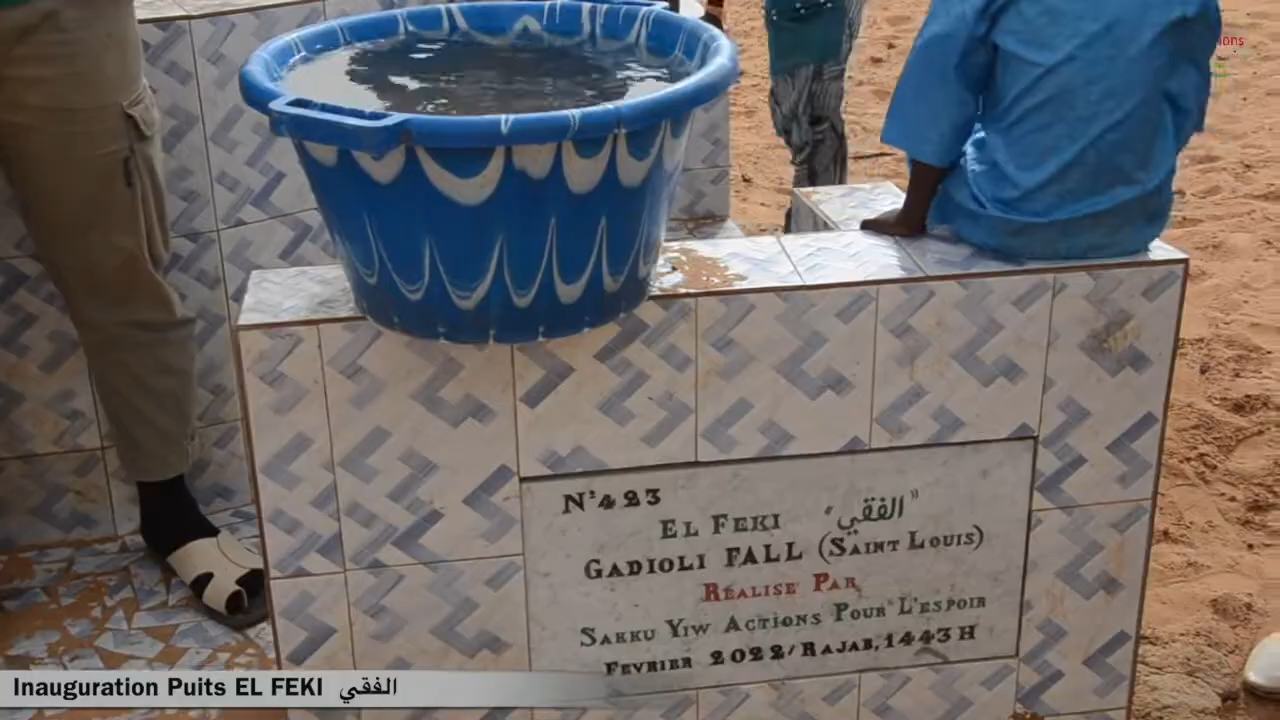 N°423
EL FEKI "الفقي"
GADIOLI FALL (SAINT LOUIS)
REALISE PAR
SAKKU YIW ACTIONS POUR L'ESPOIR
FEVRIER 2022/RAJAB, 1443H
Inauguration Puits EL FEKI الفقي